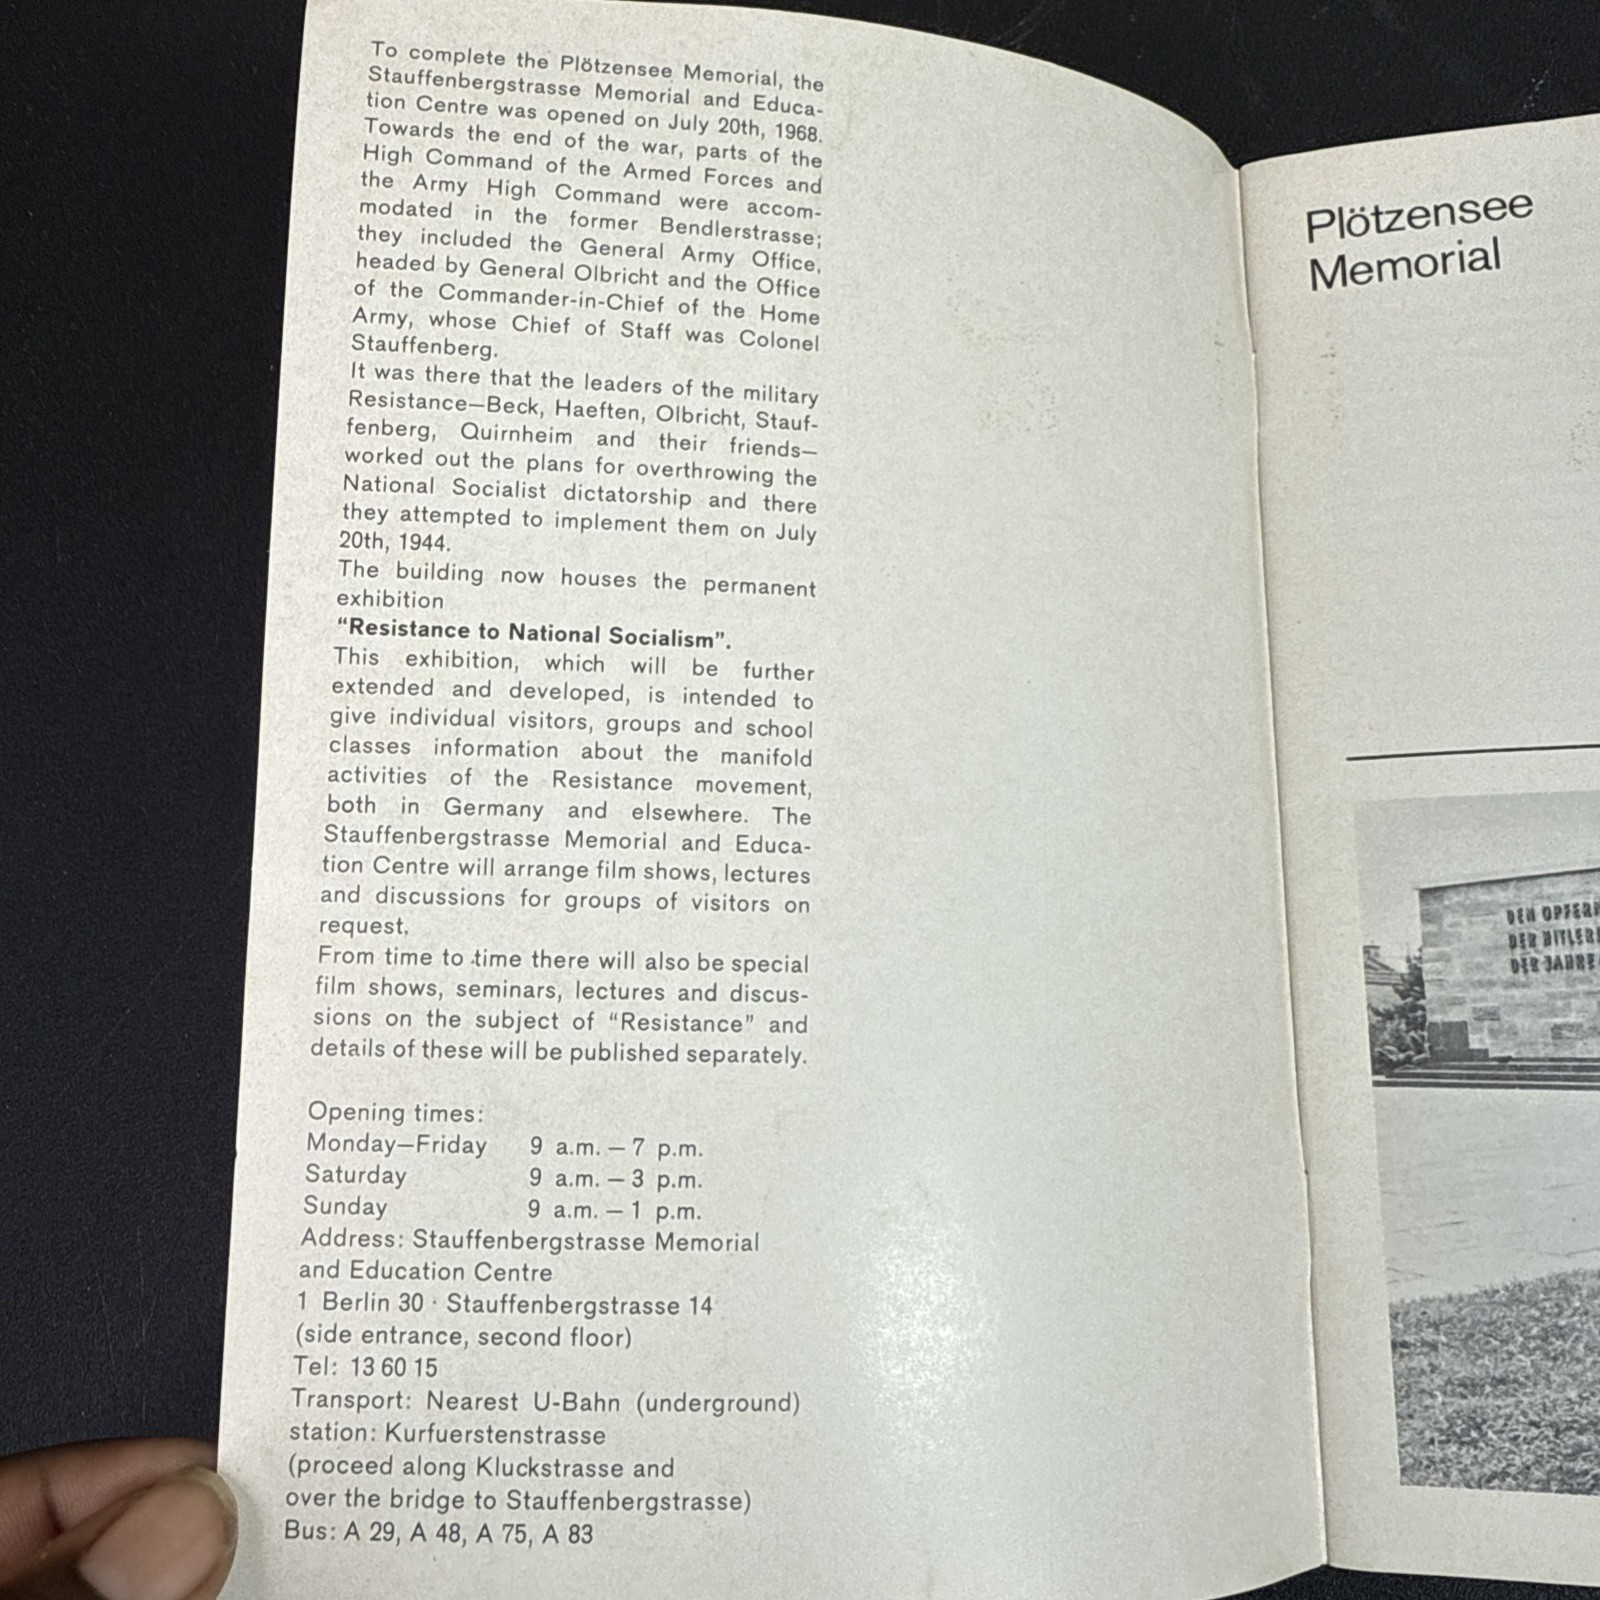 To complete the Plötzensee Memorial, the
Stauffenbergstrasse Memorial and Educa-
tion Centre was opened on July 20th, 1968.
Towards the end of the war, parts of the
High Command of the Armed Forces and
the Army High Command were accom-
modated in the former Bendlerstrasse;
they included the General Army Office,
headed by General Olbricht and the Office
of the Commander-in-Chief of the Home
Army, whose Chief of Staff was Colonel
Stauffenberg.
It was there that the leaders of the military
Resistance—Beck, Haeften, Olbricht, Stauf-
fenberg, Quirnheim and their friends—
worked out the plans for overthrowing the
National Socialist dictatorship and there
they attempted to implement them on July
20th, 1944.
The building now houses the permanent
exhibition
“Resistance to National Socialism”.
This exhibition, which will be further
extended and developed, is intended to
give individual visitors, groups and school
classes information about the manifold
activities of the Resistance movement,
both in Germany and elsewhere. The
Stauffenbergstrasse Memorial and Educa-
tion Centre will arrange film shows, lectures
and discussions for groups of visitors on
request.
From time to time there will also be special
film shows, seminars, lectures and discus-
sions on the subject of “Resistance” and
details of these will be published separately.
Opening times:
Monday—Friday 9 a.m. — 7 p.m.
Saturday 9 a.m. — 3 p.m.
Sunday 9 a.m. — 1 p.m.
Address: Stauffenbergstrasse Memorial
and Education Centre
1 Berlin 30 · Stauffenbergstrasse 14
(side entrance, second floor)
Tel: 13 60 15
Transport: Nearest U-Bahn (underground)
station: Kurfuerstenstrasse
(proceed along Kluckstrasse and
over the bridge to Stauffenbergstrasse)
Bus: A 29, A 48, A 75, A 83
Plötzensee
Memorial
DEN OPFERN
DER HITLER
DER JAHRE